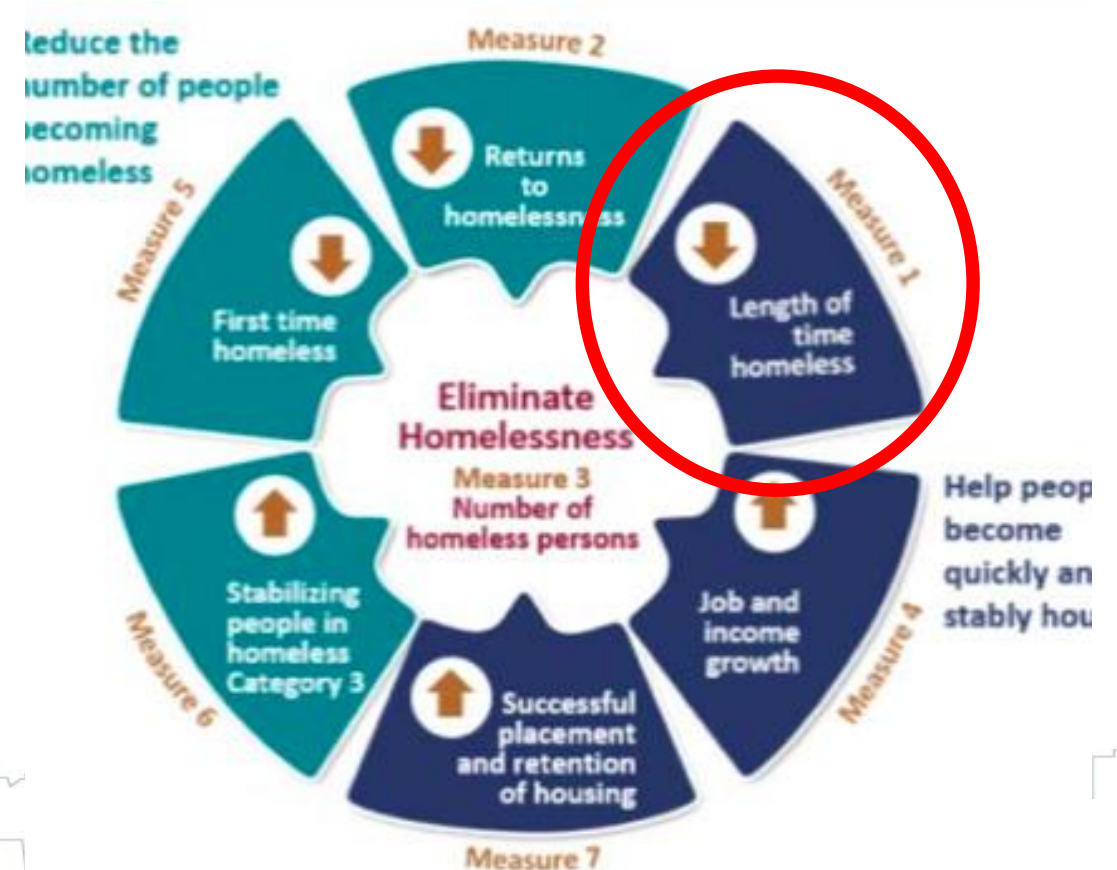 Reduce the
number of people
becoming
homeless
Measure 2
Returns
to
homelessness
Measure 1
Length of
time
homeless
Measure 5
First time
homeless
Eliminate
Homelessness
Measure 3
Number of
homeless persons
Help peop
become
quickly an
stably hou
Job and
income
growth
Measure 4
Stabilizing
people in
homeless
Category 3
Measure 6
Successful
placement
and retention
of housing
Measure 7